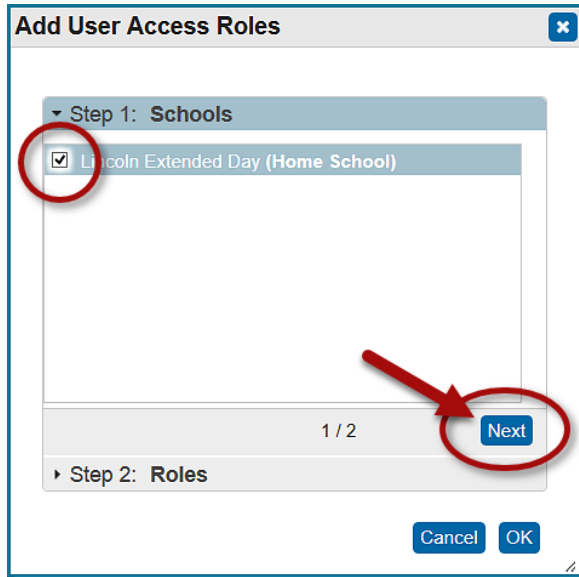 Add User Access Roles
Step 1: Schools
Lincoln Extended Day (Home School)
1 / 2
Next
Step 2: Roles
Cancel
OK